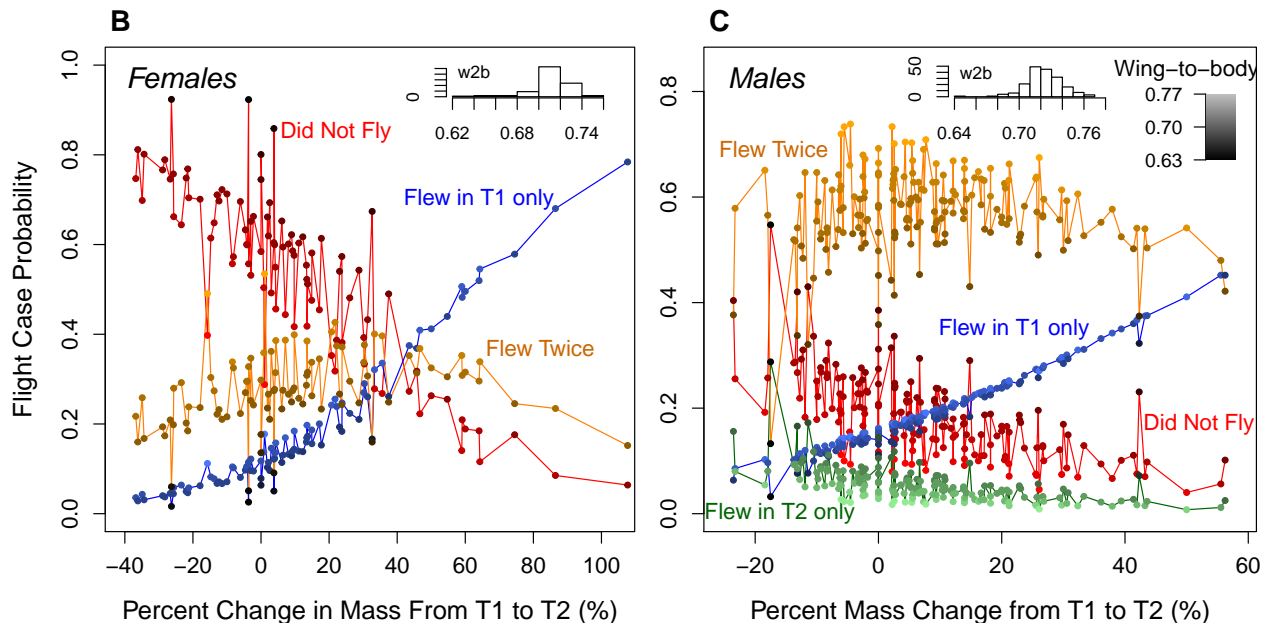 B
Females
w2b
0
0.62 0.68 0.74
Did Not Fly
Flew in T1 only
Flew Twice
Flight Case Probability
1.0
0.8
0.6
0.4
0.2
0.0
−40 −20 0 20 40 60 80 100
Percent Change in Mass From T1 to T2 (%)
C
Males
w2b
50
0
0.64 0.70 0.76
Wing−to−body
0.77
0.70
0.63
Flew Twice
Flew in T1 only
Did Not Fly
Flew in T2 only
0.8
0.6
0.4
0.2
0.0
−20 0 20 40 60
Percent Mass Change from T1 to T2 (%)